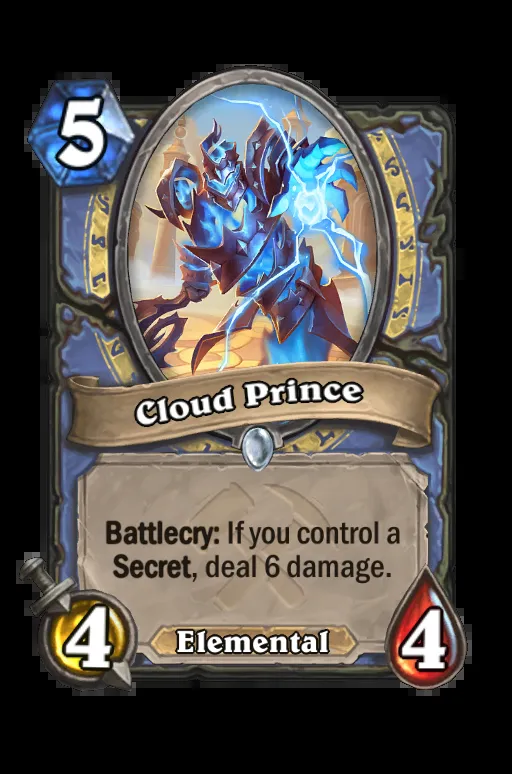 5
Cloud Prince
Battlecry: If you control a
Secret, deal 6 damage.
4
Elemental
4